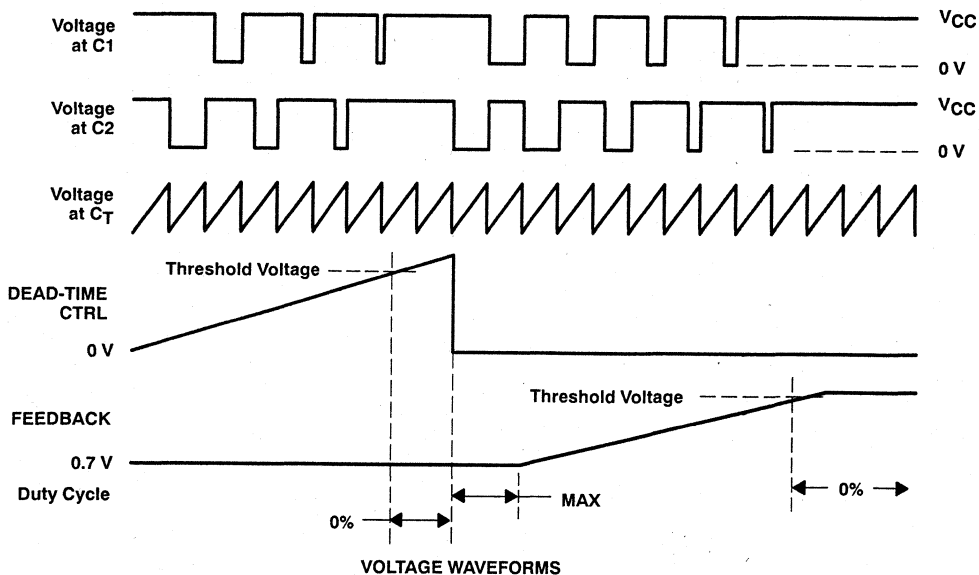 Voltage
at C1
VCC
0 V
Voltage
at C2
VCC
0 V
Voltage
at CT
Threshold Voltage
DEAD-TIME
CTRL
0 V
Threshold Voltage
FEEDBACK
0.7 V
Duty Cycle
MAX
0%
0%
VOLTAGE WAVEFORMS